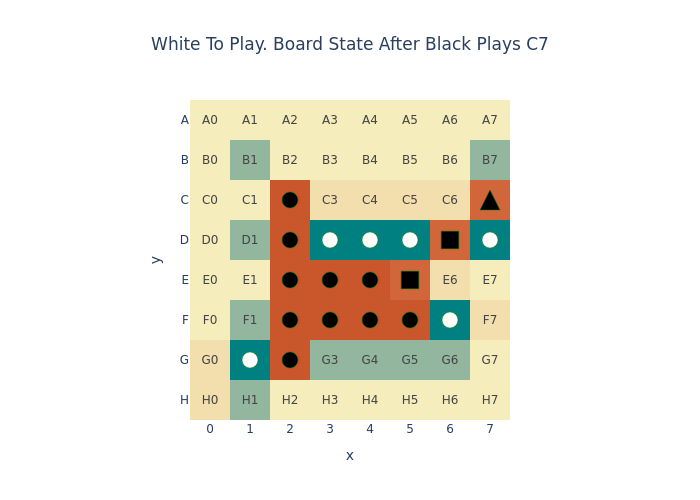 White To Play. Board State After Black Plays C7
A A0 A1 A2 A3 A4 A5 A6 A7
B B0 B1 B2 B3 B4 B5 B6 B7
C C0 C1 C3 C4 C5 C6
D D0 D1
y
E E0 E1 E6 E7
F F0 F1 F7
G G0 G3 G4 G5 G6 G7
H H0 H1 H2 H3 H4 H5 H6 H7
0 1 2 3 4 5 6 7
x